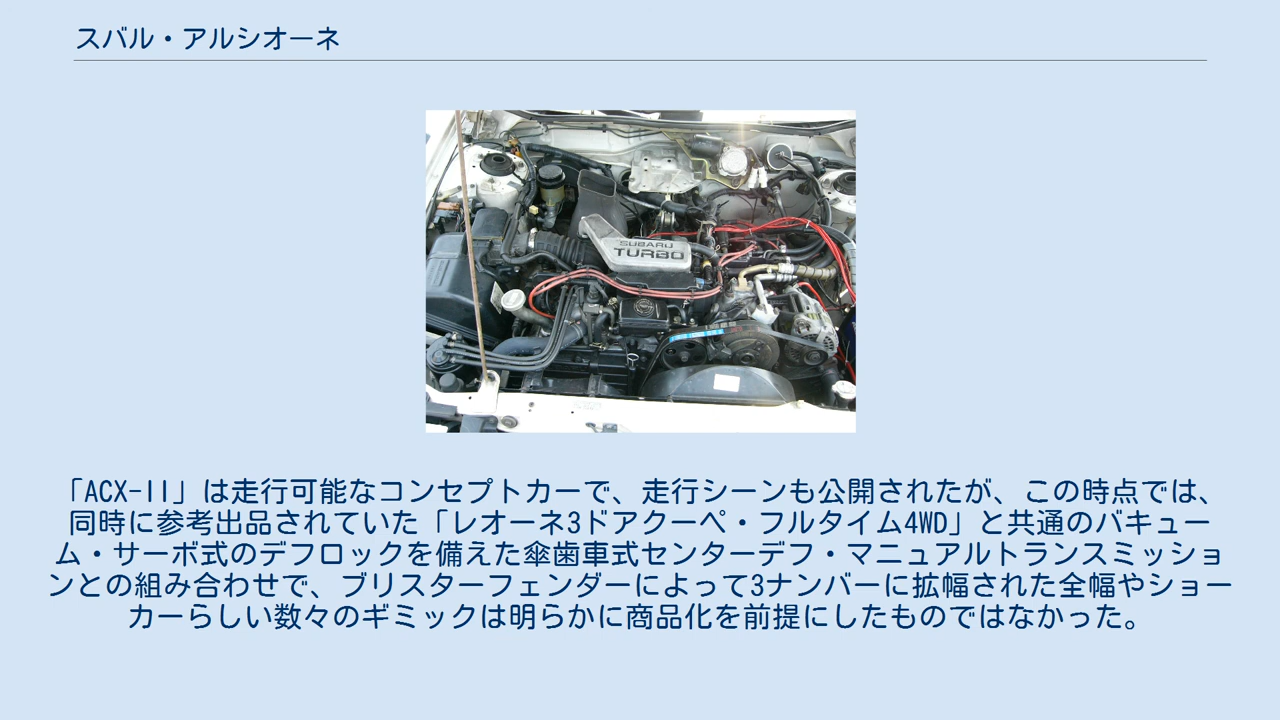 スバル・アルシオーネ
SUBARU
TURBO
「ACX-II」は走行可能なコンセプトカーで、走行シーンも公開されたが、この時点では、
同時に参考出品されていた「レオーネ3ドアクーペ・フルタイム4WD」と共通のバキュー
ム・サーボ式のデフロックを備えた傘歯車式センターデフ・マニュアルトランスミッショ
ンとの組み合わせで、ブリスターフェンダーによって3ナンバーに拡幅された全幅やショー
カーらしい数々のギミックは明らかに商品化を前提にしたものではなかった。